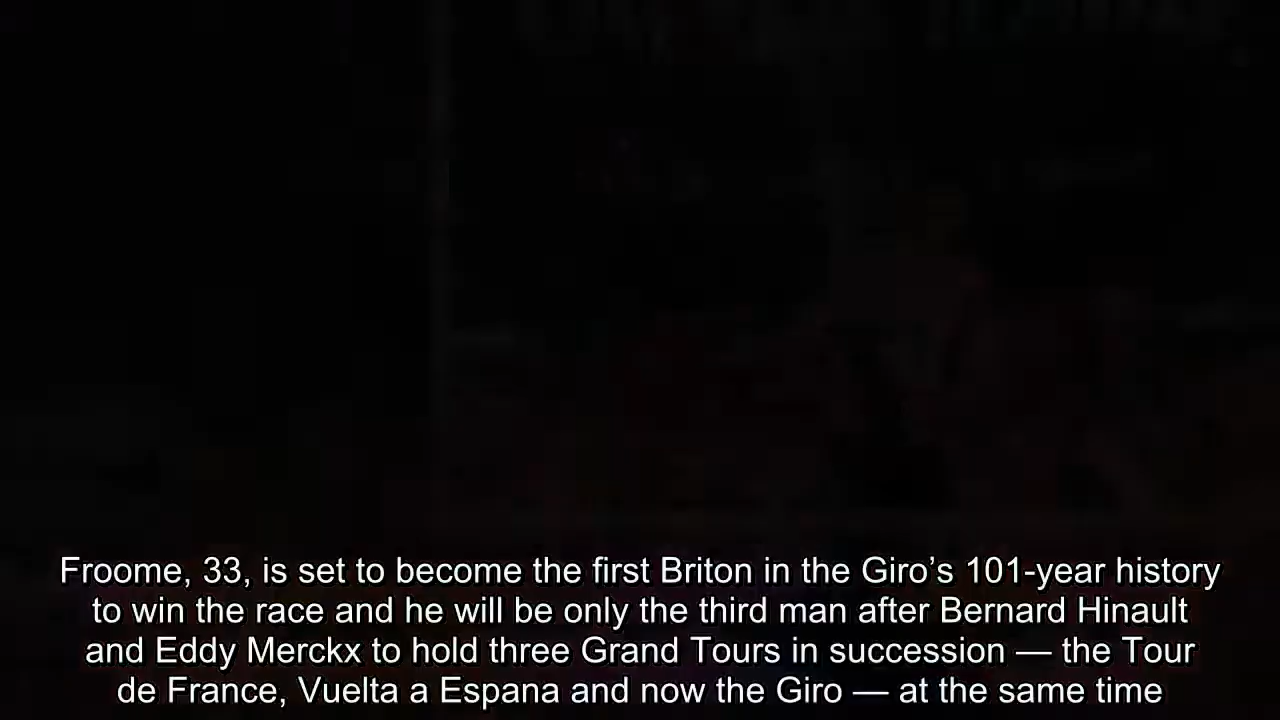 Froome, 33, is set to become the first Briton in the Giro’s 101-year history
to win the race and he will be only the third man after Bernard Hinault
and Eddy Merckx to hold three Grand Tours in succession — the Tour
de France, Vuelta a Espana and now the Giro — at the same time